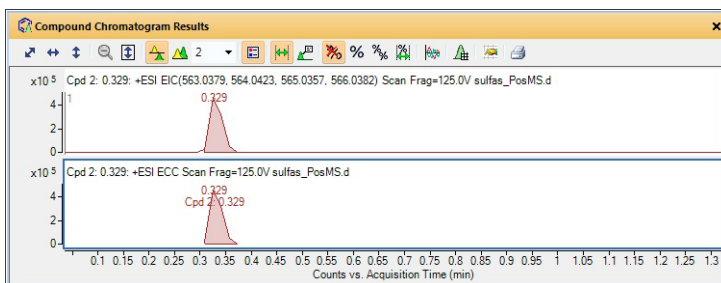 Compound Chromatogram Results
2
x10 5 Cpd 2: 0.329: +ESI EIC(563.0379, 564.0423, 565.0357, 566.0382) Scan Frag=125.0V sulfas_PosMS.d
1
0.329
4
2
0
x10 5 Cpd 2: 0.329: +ESI ECC Scan Frag=125.0V sulfas_PosMS.d
0.329
4
Cpd 2: 0.329
2
0
0.1 0.15 0.2 0.25 0.3 0.35 0.4 0.45 0.5 0.55 0.6 0.65 0.7 0.75 0.8 0.85 0.9 0.95 1 1.05 1.1 1.15 1.2 1.25 1.3
Counts vs. Acquisition Time (min)